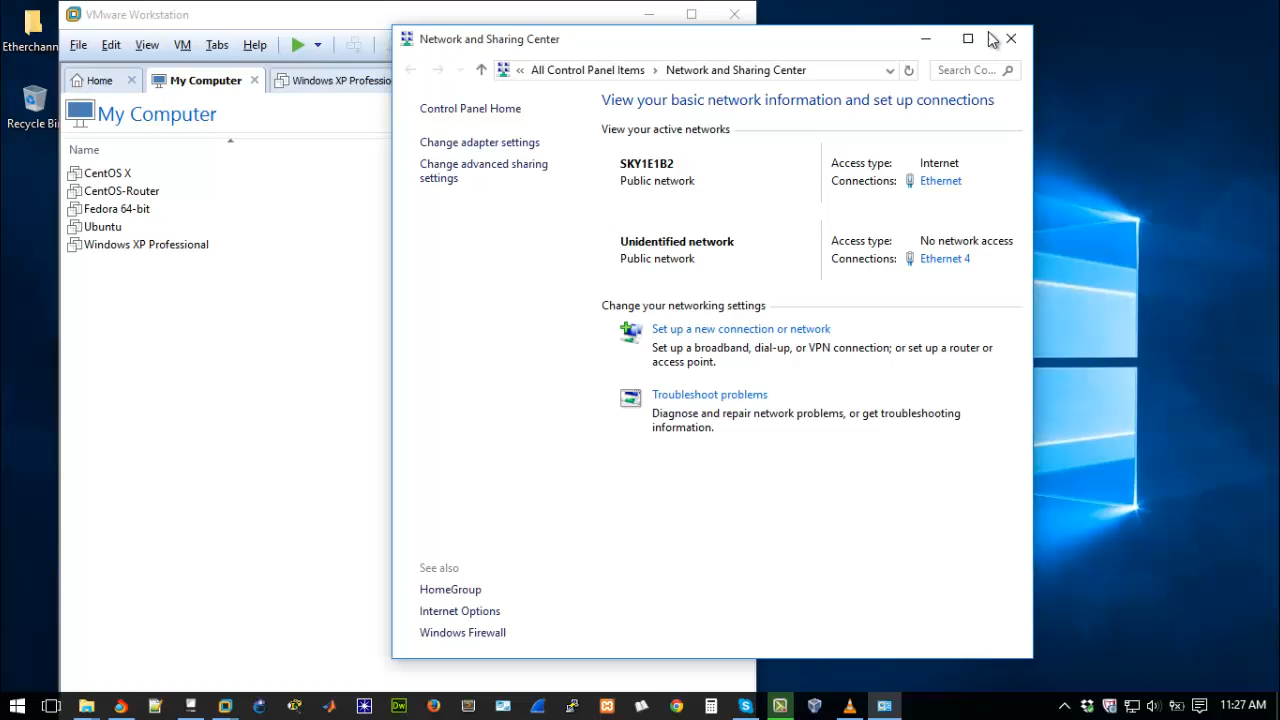 Etherchann
Recycle Bi
VMware Workstation
File Edit View VM Tabs Help
Home My Computer Windows XP Professio
My Computer
Name
CentOS X
CentOS-Router
Fedora 64-bit
Ubuntu
Windows XP Professional
Network and Sharing Center
« All Control Panel Items > Network and Sharing Center Search Co...
Control Panel Home
Change adapter settings
Change advanced sharing
settings
View your basic network information and set up connections
View your active networks
SKY1E1B2 Access type: Internet
Public network Connections: Ethernet
Unidentified network Access type: No network access
Public network Connections: Ethernet 4
Change your networking settings
Set up a new connection or network
Set up a broadband, dial-up, or VPN connection; or set up a router or
access point.
Troubleshoot problems
Diagnose and repair network problems, or get troubleshooting
information.
See also
HomeGroup
Internet Options
Windows Firewall
Dw
11:27 AM